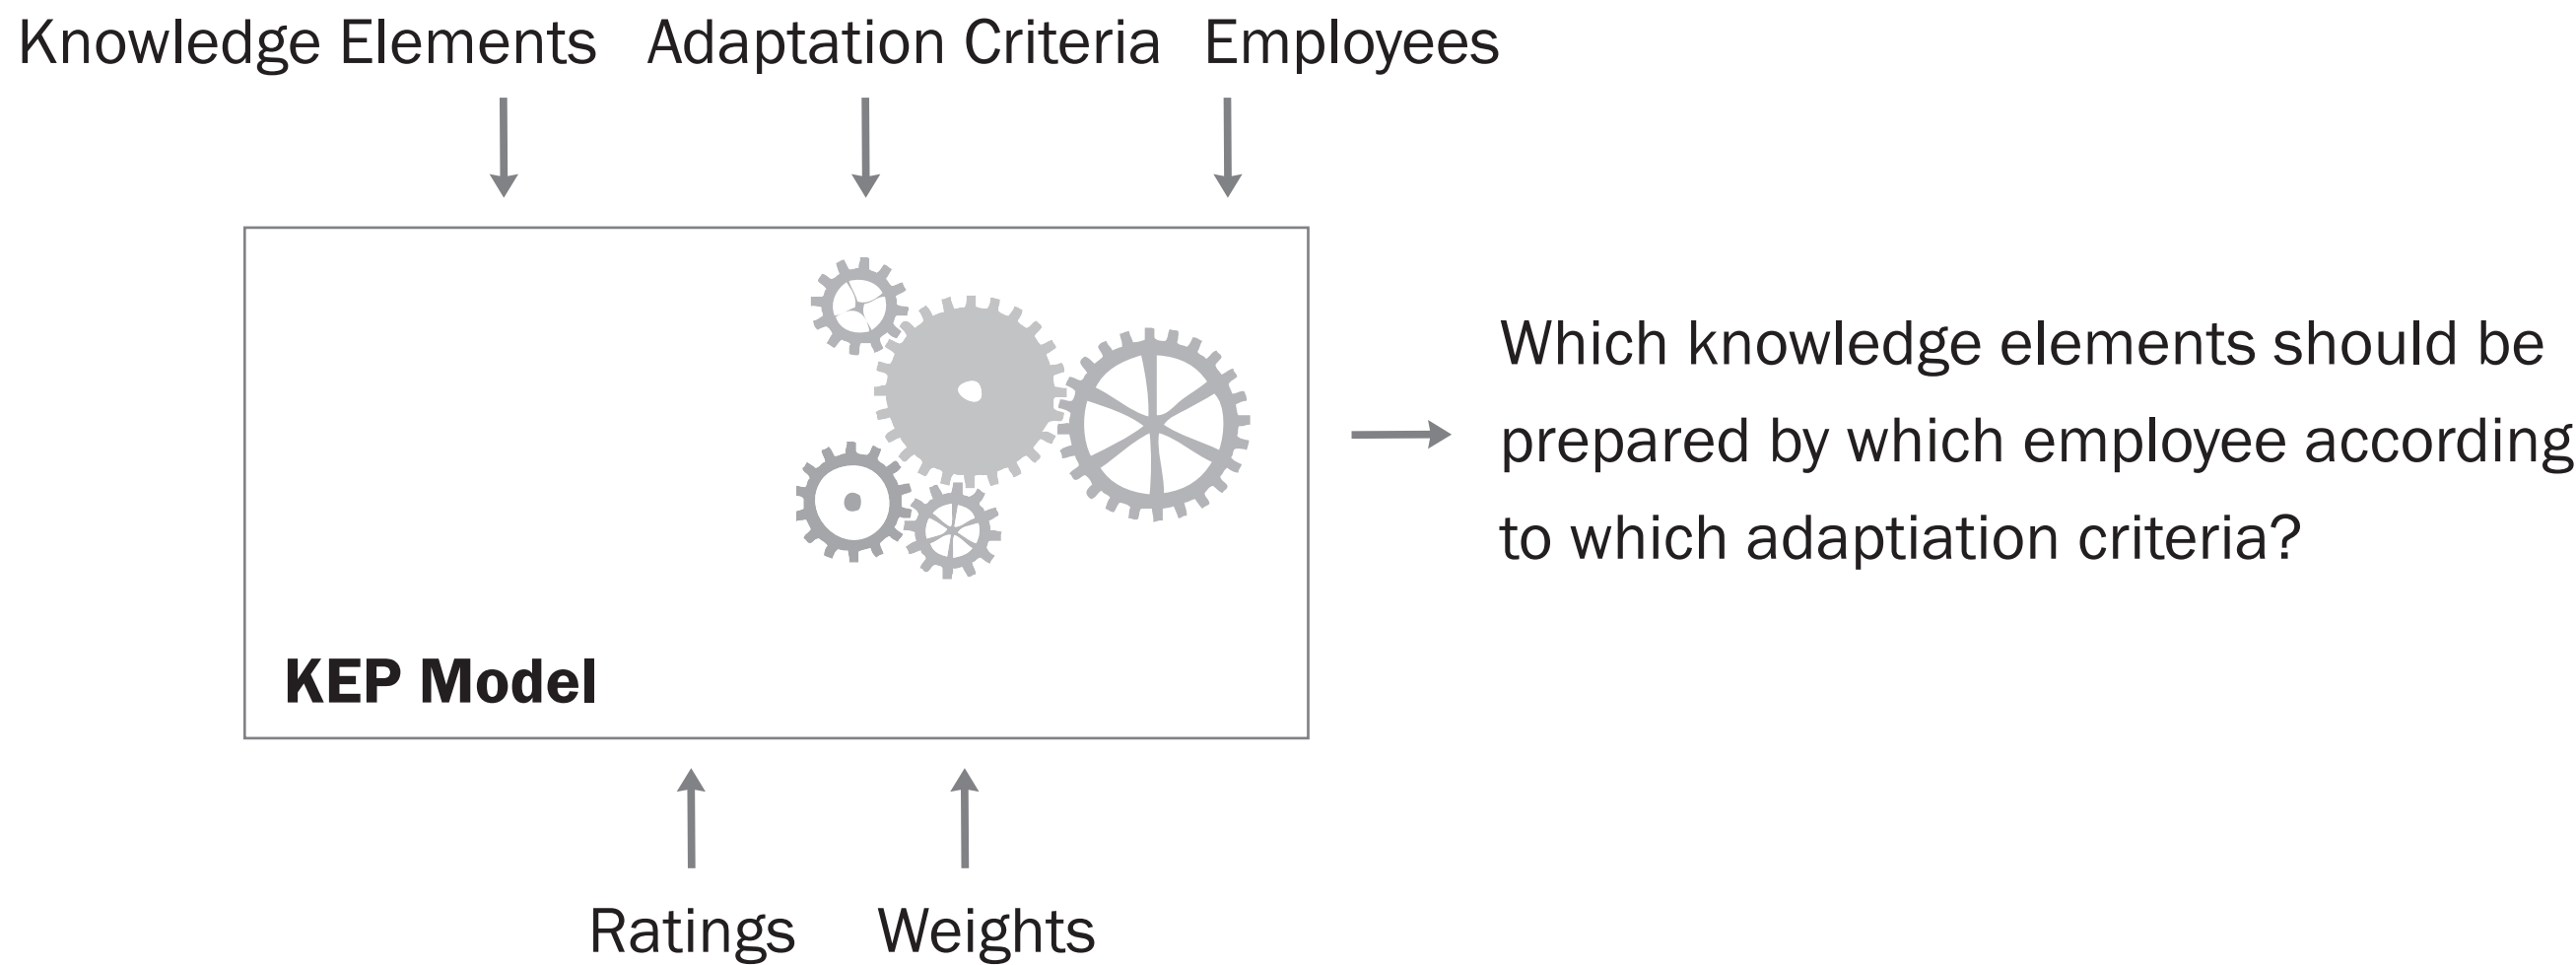 Knowledge Elements Adaptation Criteria Employees
Which knowledge elements should be
prepared by which employee according
to which adaptiation criteria?
KEP Model
Ratings Weights